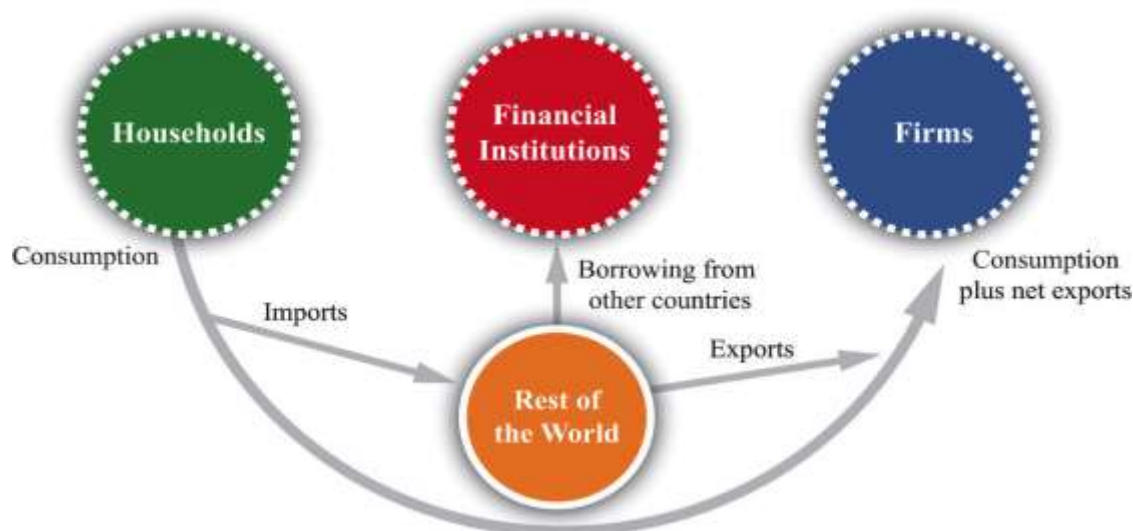 Households
Financial
Institutions
Firms
Consumption
Imports
Borrowing from
other countries
Exports
Consumption
plus net exports
Rest of
the World